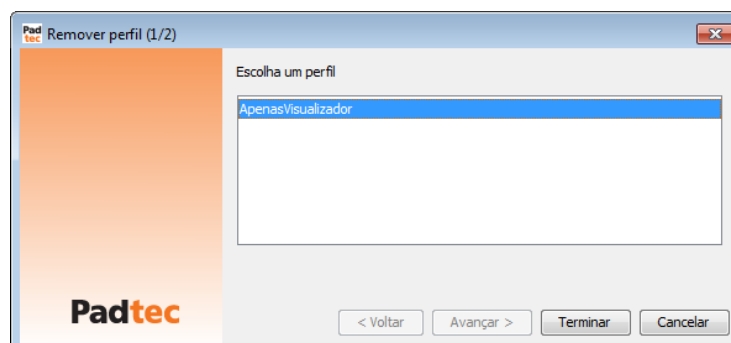 Pad
tec
Remover perfil (1/2)
Escolha um perfil
ApenasVisualizador
Padtec
< Voltar Avançar > Terminar Cancelar